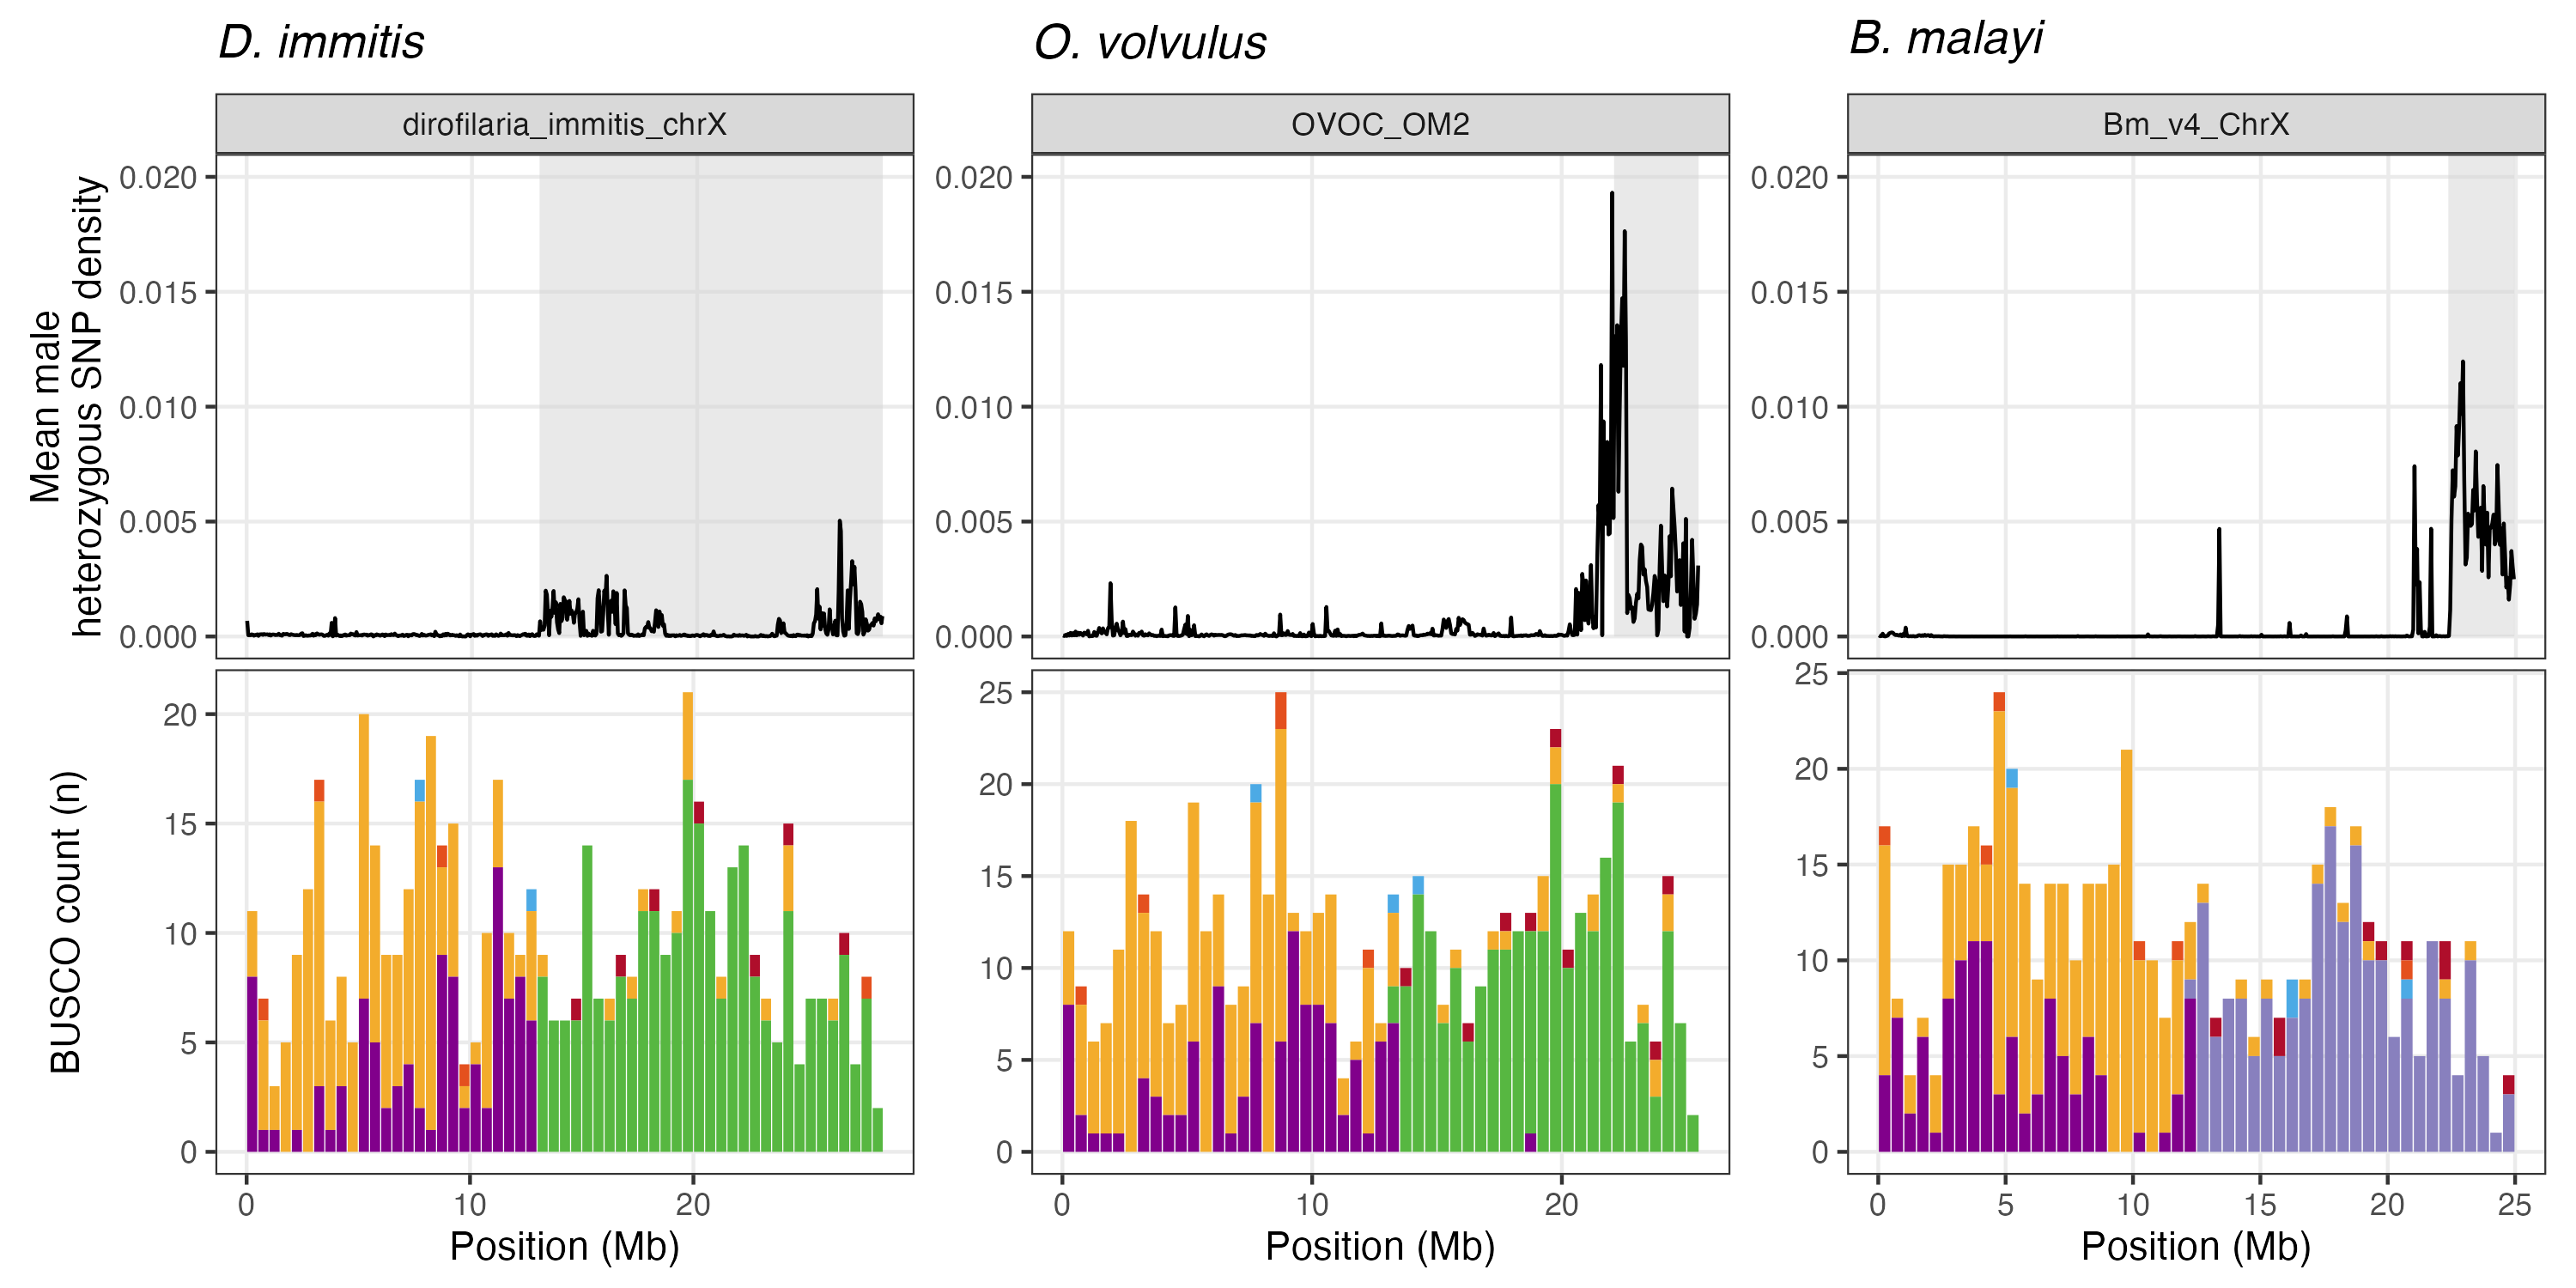 D. immitis
O. volvulus
B. malayi
dirofilaria_immitis_chrX
OVOC_OM2
Bm_v4_ChrX
Mean male
heterozygous SNP density
0.020
0.015
0.010
0.005
0.000
0.020
0.015
0.010
0.005
0.000
0.020
0.015
0.010
0.005
0.000
BUSCO count (n)
20
15
10
5
0
25
20
15
10
5
0
25
20
15
10
5
0
0 10 20
0 10 20
0 5 10 15 20 25
Position (Mb)
Position (Mb)
Position (Mb)